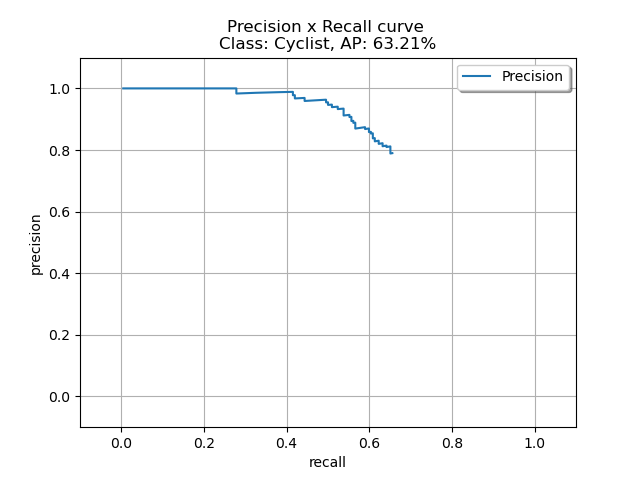 Precision x Recall curve
Class: Cyclist, AP: 63.21%
Precision
1.0
0.8
0.6
0.4
0.2
0.0
precision
0.0 0.2 0.4 0.6 0.8 1.0
recall